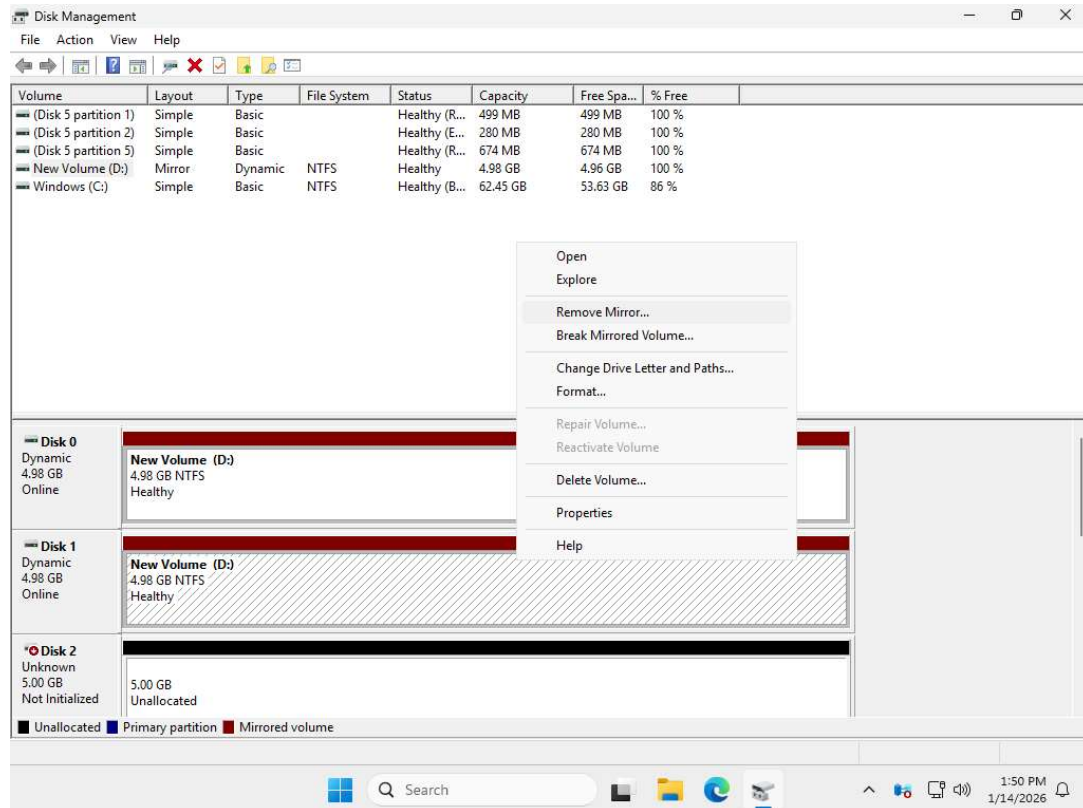 Disk Management
File Action View Help
Volume Layout Type File System Status Capacity Free Spa... % Free
(Disk 5 partition 1) Simple Basic Healthy (R... 499 MB 499 MB 100 %
(Disk 5 partition 2) Simple Basic Healthy (E... 280 MB 280 MB 100 %
(Disk 5 partition 5) Simple Basic Healthy (R... 674 MB 674 MB 100 %
New Volume (D:) Mirror Dynamic NTFS Healthy 4.98 GB 4.96 GB 100 %
Windows (C:) Simple Basic NTFS Healthy (B... 62.45 GB 53.63 GB 86 %
Open
Explore
Remove Mirror...
Break Mirrored Volume...
Change Drive Letter and Paths...
Format...
Repair Volume...
Reactivate Volume
Delete Volume...
Properties
Help
Disk 0
Dynamic
4.98 GB
Online
New Volume (D:)
4.98 GB NTFS
Healthy
Disk 1
Dynamic
4.98 GB
Online
New Volume (D:)
4.98 GB NTFS
Healthy
Disk 2
Unknown
5.00 GB
Not Initialized
5.00 GB
Unallocated
Unallocated Primary partition Mirrored volume
Search
1:50 PM
1/14/2026